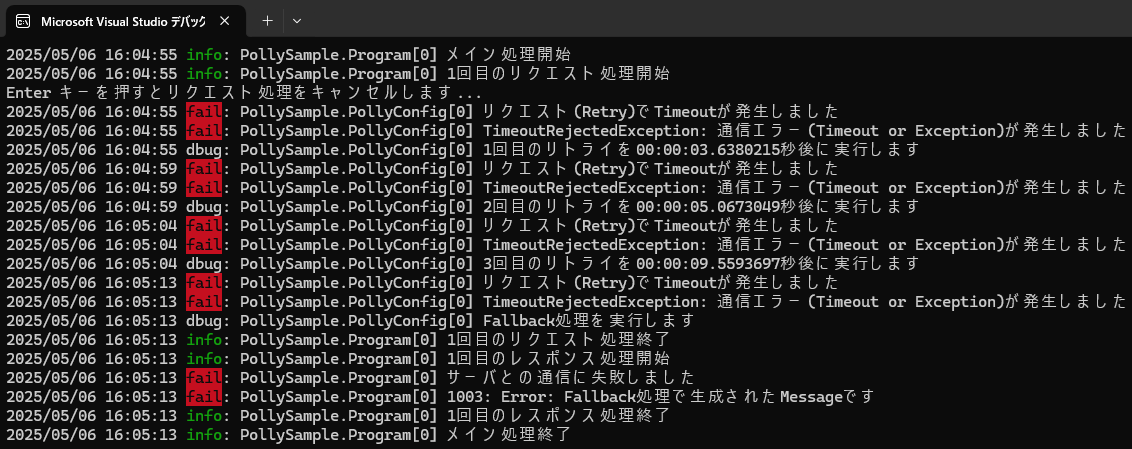 Microsoft Visual Studio デバック
2025/05/06 16:04:55 info: PollySample.Program[0] メイン処理開始
2025/05/06 16:04:55 info: PollySample.Program[0] 1回目のリクエスト処理開始
Enter キーを押すとリクエスト処理をキャンセルします...
2025/05/06 16:04:55 fail: PollySample.PollyConfig[0] リクエスト(Retry)でTimeoutが発生しました
2025/05/06 16:04:55 fail: PollySample.PollyConfig[0] TimeoutRejectedException: 通信エラー(Timeout or Exception)が発生しました
2025/05/06 16:04:55 dbug: PollySample.PollyConfig[0] 1回目のリトライを00:00:03.6380215秒後に実行します
2025/05/06 16:04:59 fail: PollySample.PollyConfig[0] リクエスト(Retry)でTimeoutが発生しました
2025/05/06 16:04:59 fail: PollySample.PollyConfig[0] TimeoutRejectedException: 通信エラー(Timeout or Exception)が発生しました
2025/05/06 16:04:59 dbug: PollySample.PollyConfig[0] 2回目のリトライを00:00:05.0673049秒後に実行します
2025/05/06 16:05:04 fail: PollySample.PollyConfig[0] リクエスト(Retry)でTimeoutが発生しました
2025/05/06 16:05:04 fail: PollySample.PollyConfig[0] TimeoutRejectedException: 通信エラー(Timeout or Exception)が発生しました
2025/05/06 16:05:04 dbug: PollySample.PollyConfig[0] 3回目のリトライを00:00:09.5593697秒後に実行します
2025/05/06 16:05:13 fail: PollySample.PollyConfig[0] リクエスト(Retry)でTimeoutが発生しました
2025/05/06 16:05:13 fail: PollySample.PollyConfig[0] TimeoutRejectedException: 通信エラー(Timeout or Exception)が発生しました
2025/05/06 16:05:13 dbug: PollySample.PollyConfig[0] Fallback処理を実行します
2025/05/06 16:05:13 info: PollySample.Program[0] 1回目のリクエスト処理終了
2025/05/06 16:05:13 info: PollySample.Program[0] 1回目のレスポンス処理開始
2025/05/06 16:05:13 fail: PollySample.Program[0] サーバとの通信に失敗しました
2025/05/06 16:05:13 fail: PollySample.Program[0] 1003: Error: Fallback処理で生成されたMessageです
2025/05/06 16:05:13 info: PollySample.Program[0] 1回目のレスポンス処理終了
2025/05/06 16:05:13 info: PollySample.Program[0] メイン処理終了